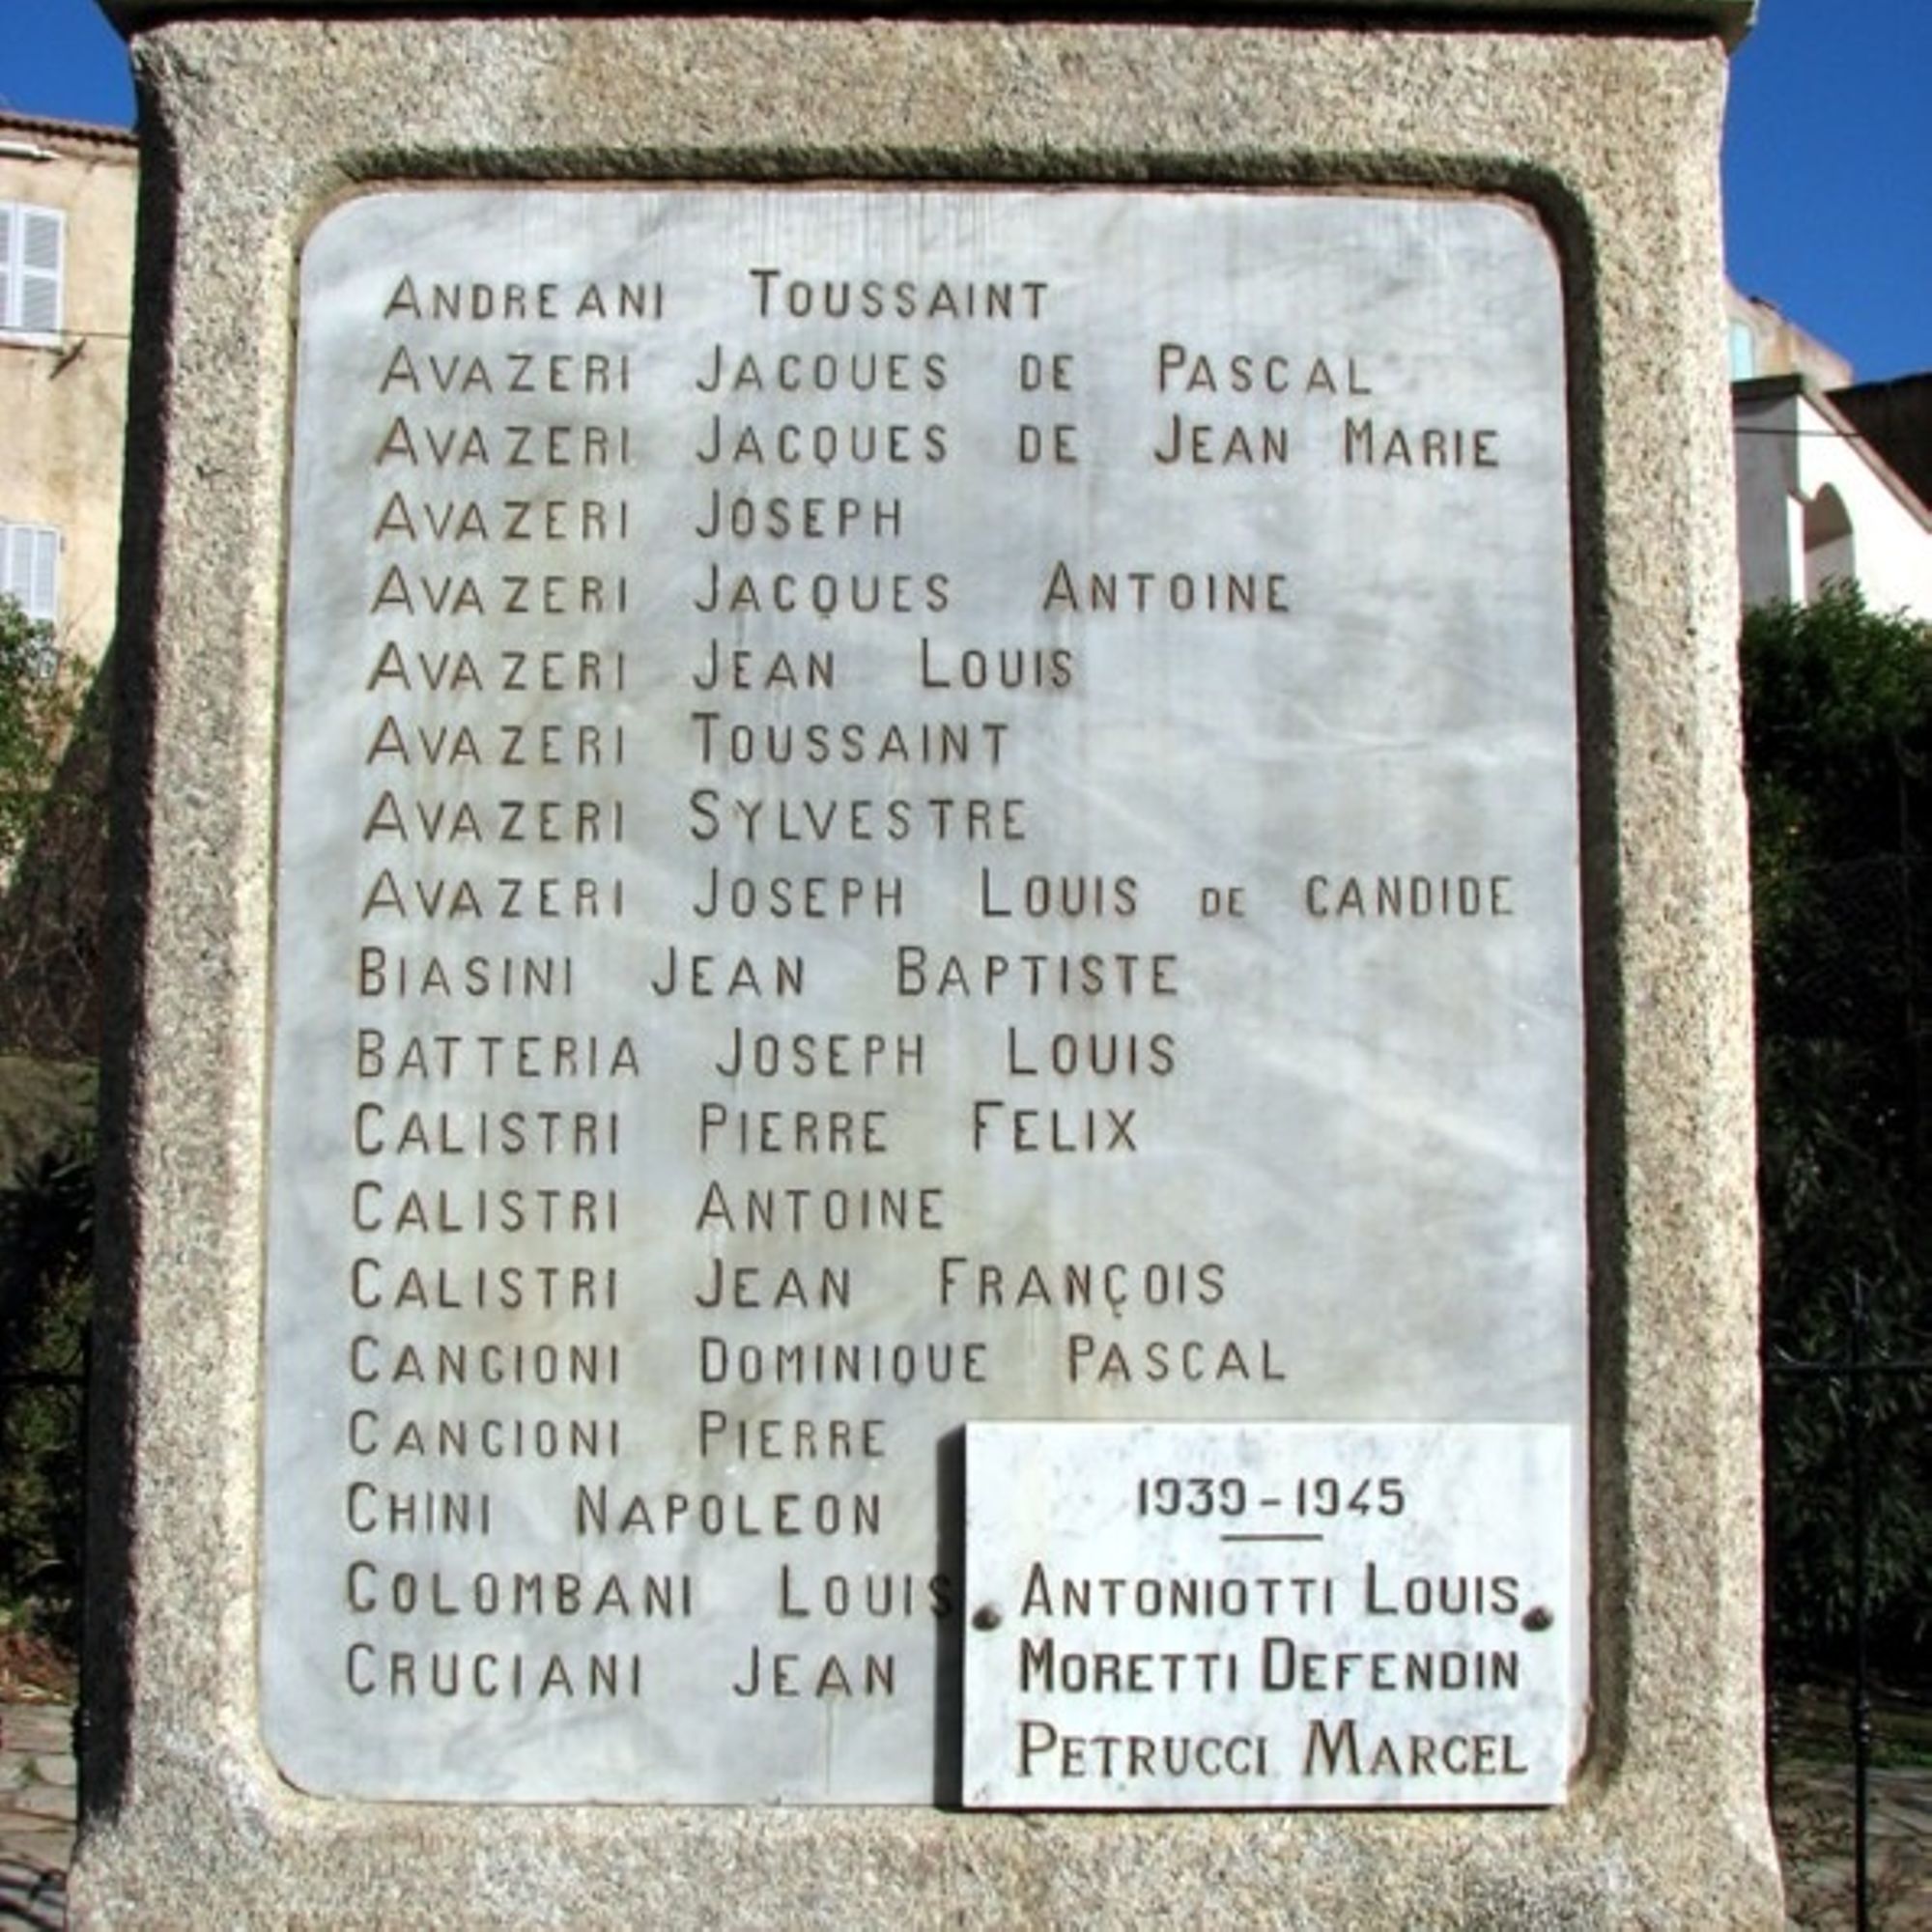 ANDREANI TOUSSAINT
AVAZERI JACQUES DE PASCAL
AVAZERI JACQUES DE JEAN MARIE
AVAZERI JOSEPH
AVAZERI JACQUES ANTOINE
AVAZERI JEAN LOUIS
AVAZERI TOUSSAINT
AVAZERI SYLVESTRE
AVAZERI JOSEPH LOUIS DE CANDIDE
BIASINI JEAN BAPTISTE
BATTERIA JOSEPH LOUIS
CALISTRI PIERRE FELIX
CALISTRI ANTOINE
CALISTRI JEAN FRANÇOIS
CANCIONI DOMINIQUE PASCAL
CANCIONI PIERRE
CHINI NAPOLEON
COLOMBANI LOUIS
CRUCIANI JEAN
1939-1945
ANTONIOTTI LOUIS
MORETTI DEFENDIN
PETRUCCI MARCEL